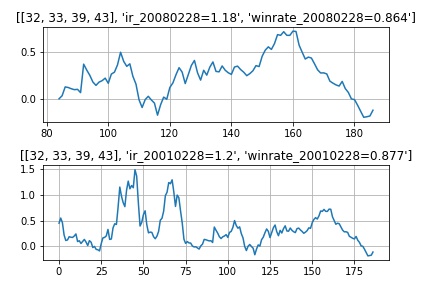 [[32, 33, 39, 43], 'ir_20080228=1.18', 'winrate_20080228=0.864']
0.5
0.0
80 100 120 140 160 180
[[32, 33, 39, 43], 'ir_20010228=1.2', 'winrate_20010228=0.877']
1.5
1.0
0.5
0.0
0 25 50 75 100 125 150 175